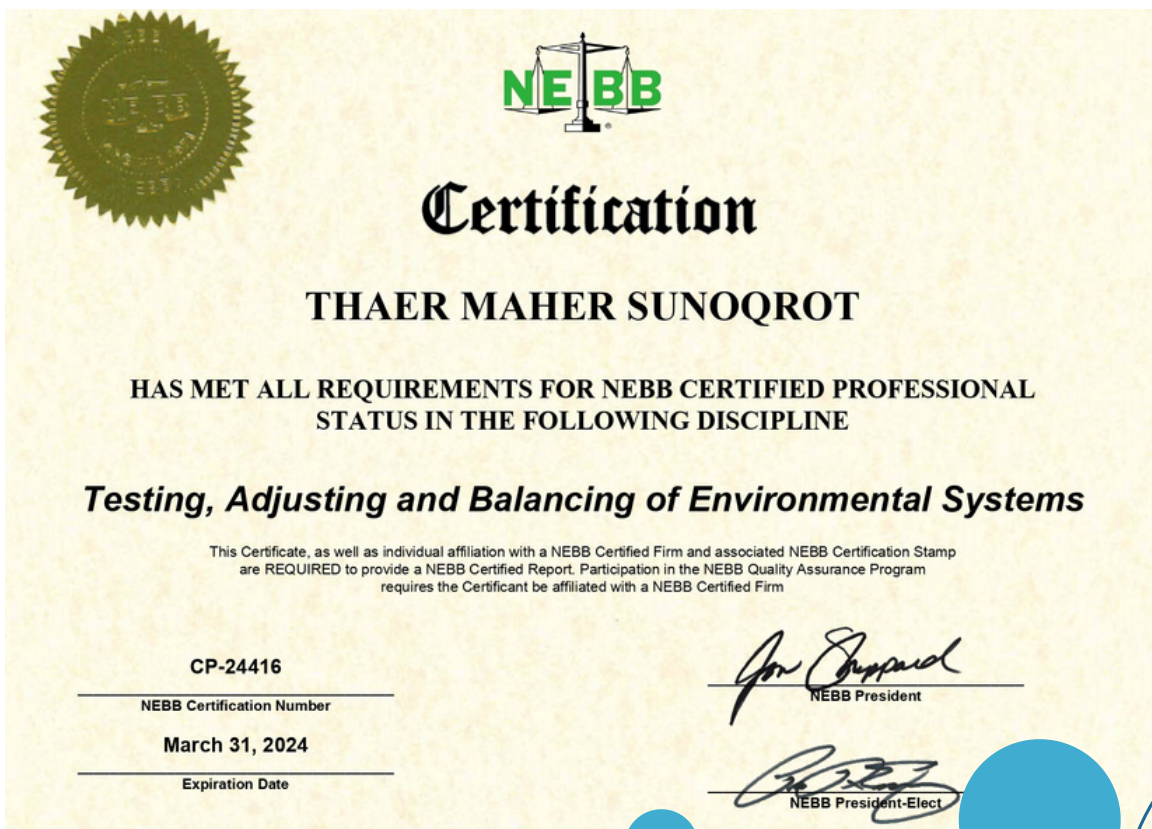 NEBB
NEBB
NEBB
Certification
THAER MAHER SUNOQROT
HAS MET ALL REQUIREMENTS FOR NEBB CERTIFIED PROFESSIONAL
STATUS IN THE FOLLOWING DISCIPLINE
Testing, Adjusting and Balancing of Environmental Systems
This Certificate, as well as individual affiliation with a NEBB Certified Firm and associated NEBB Certification Stamp
are REQUIRED to provide a NEBB Certified Report. Participation in the NEBB Quality Assurance Program
requires the Certificant be affiliated with a NEBB Certified Firm
CP-24416
NEBB Certification Number
March 31, 2024
Expiration Date
Jon Sheppard
NEBB President
NEBB President-Elect